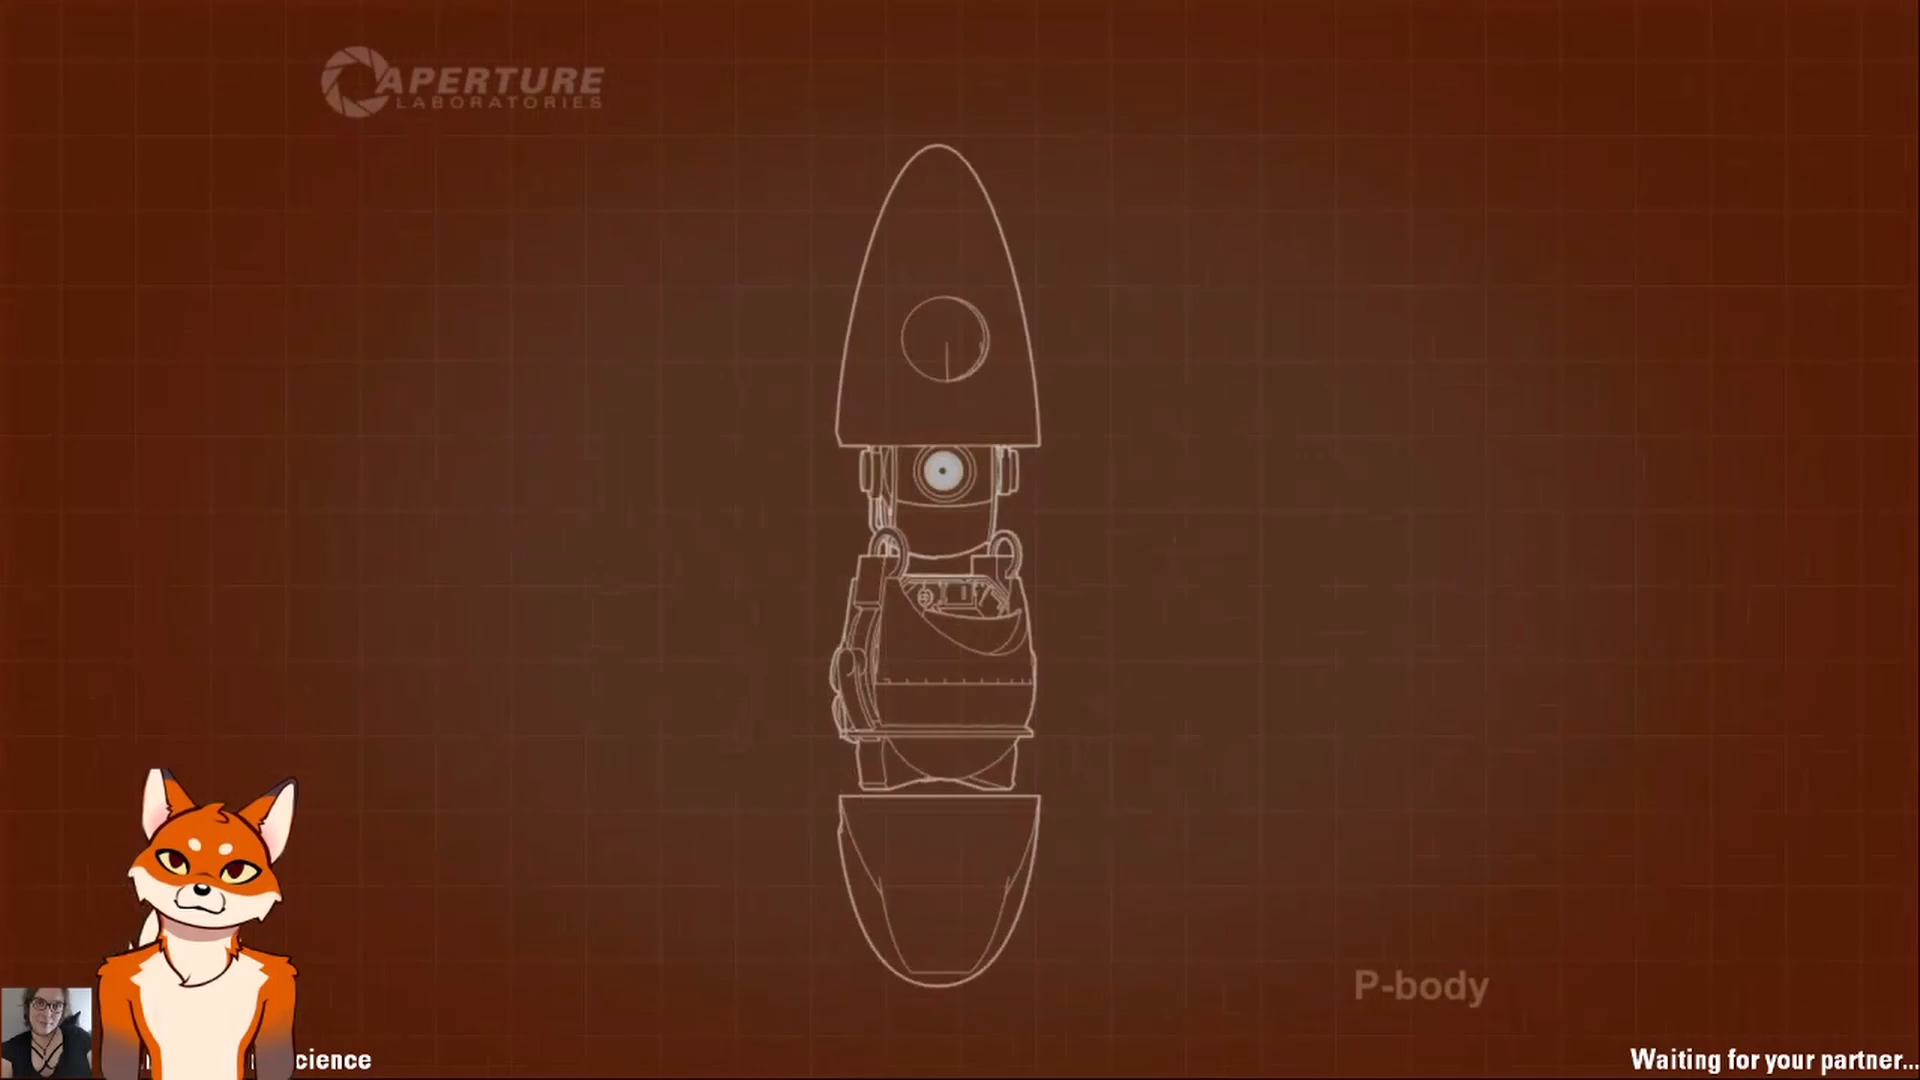 APERTURE
LABORATORIES
P-body
cience
Waiting for your partner...